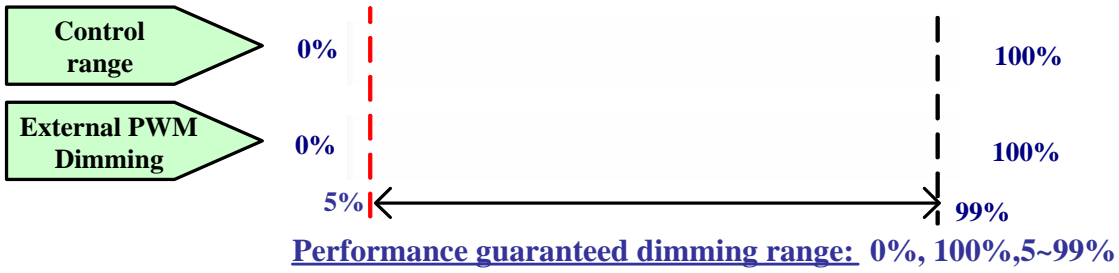 Control
range
0%
100%
External PWM
Dimming
0%
100%
5%
99%
Performance guaranteed dimming range: 0%, 100%,5~99%